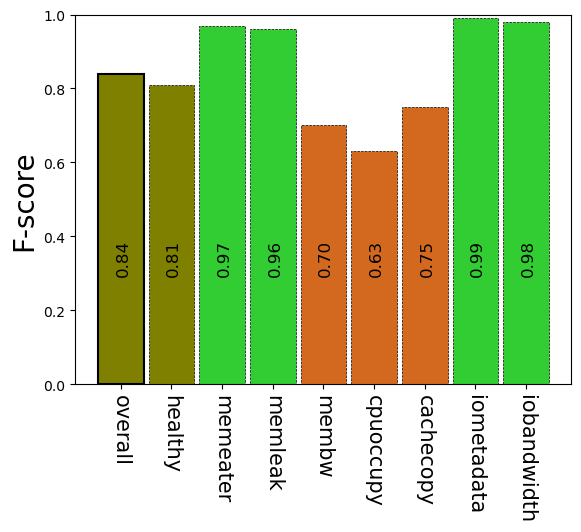 F-score
1.0
0.8
0.6
0.4
0.2
0.0
0.84
0.81
0.97
0.96
0.70
0.63
0.75
0.99
0.98
overall
healthy
memeater
memleak
membw
cpuoccupy
cachecopy
iometadata
iobandwidth